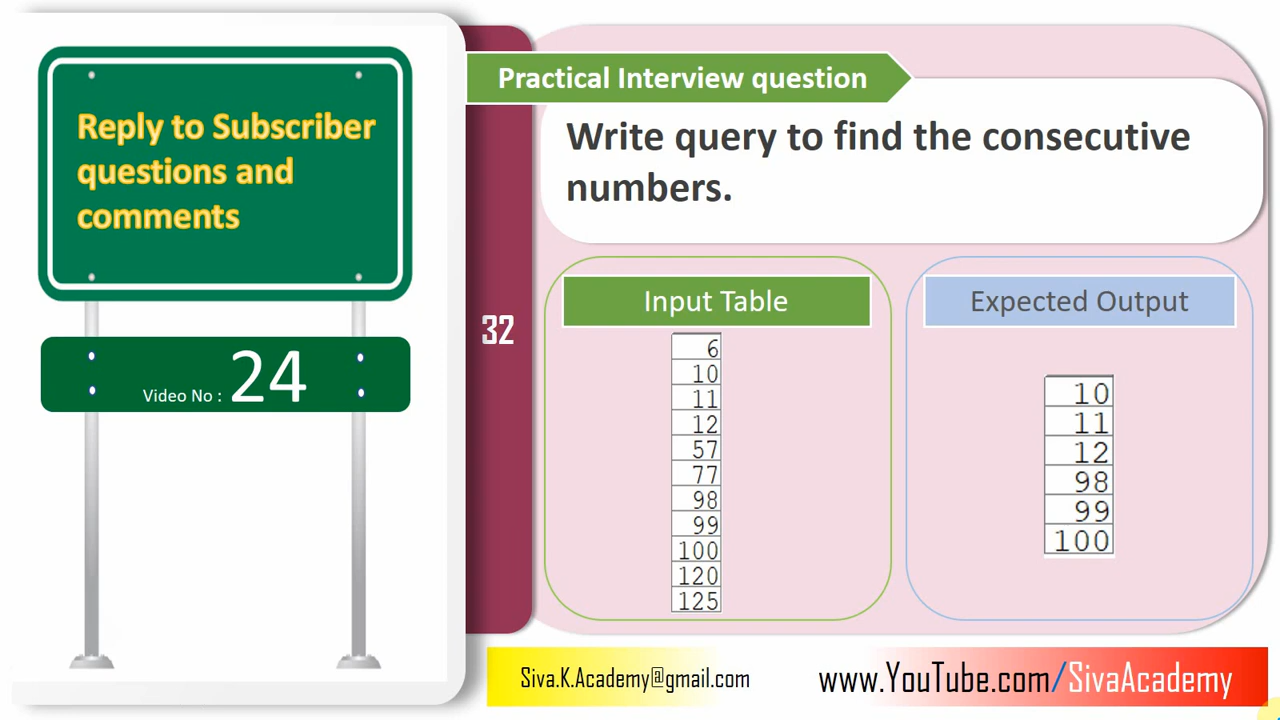 Reply to Subscriber
questions and
comments
Video No : 24
32
Practical Interview question
Write query to find the consecutive
numbers.
Input Table
6
10
11
12
57
77
98
99
100
120
125
Expected Output
10
11
12
98
99
100
Siva.K.Academy@gmail.com
www.YouTube.com/SivaAcademy